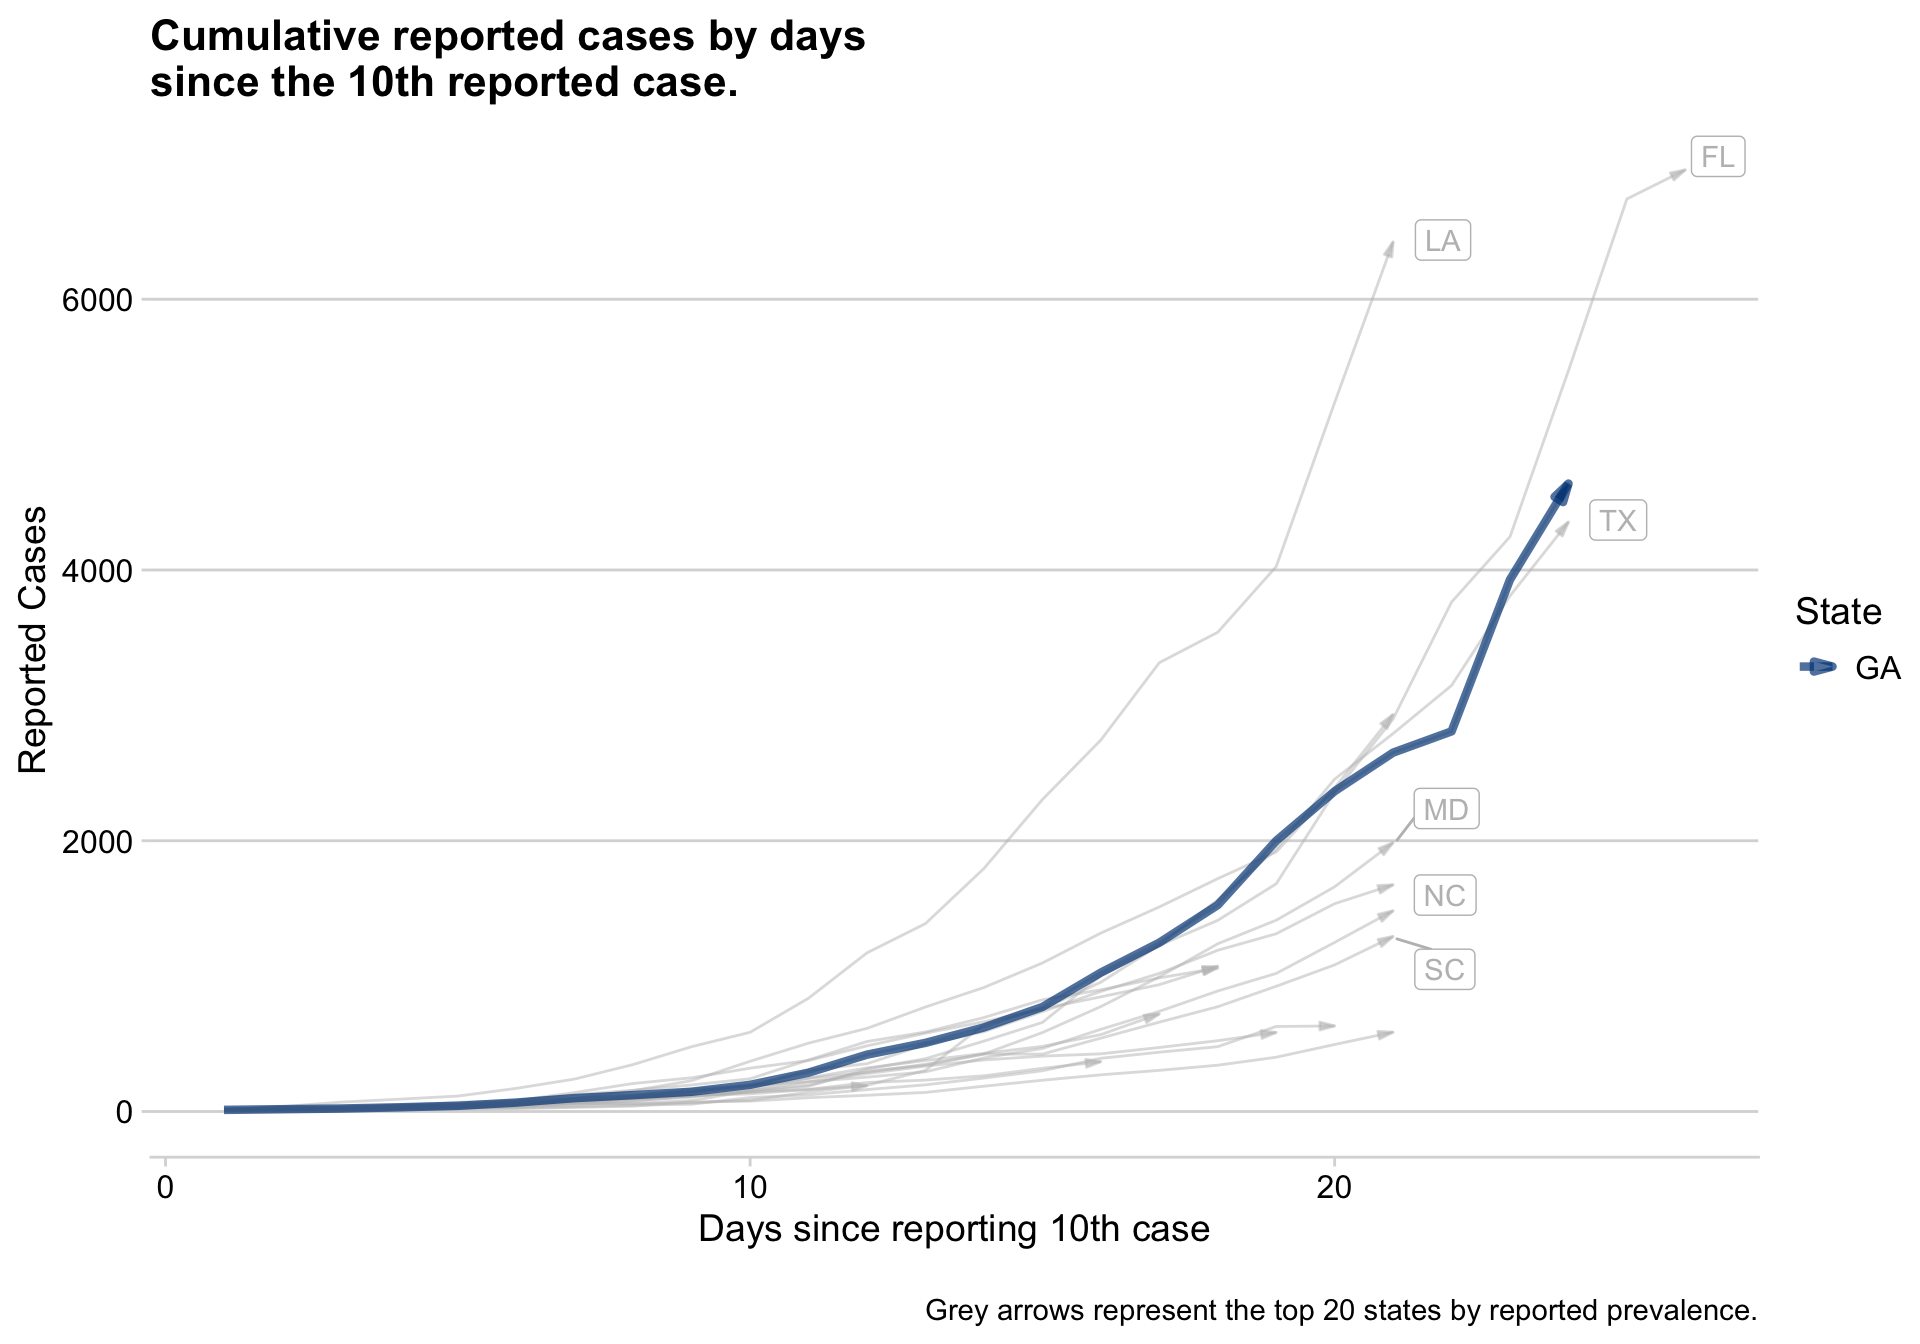 Cumulative reported cases by days
since the 10th reported case.
FL
LA
6000
TX
4000
Reported Cases
State
GA
MD
2000
NC
SC
0
0 10 20
Days since reporting 10th case
Grey arrows represent the top 20 states by reported prevalence.